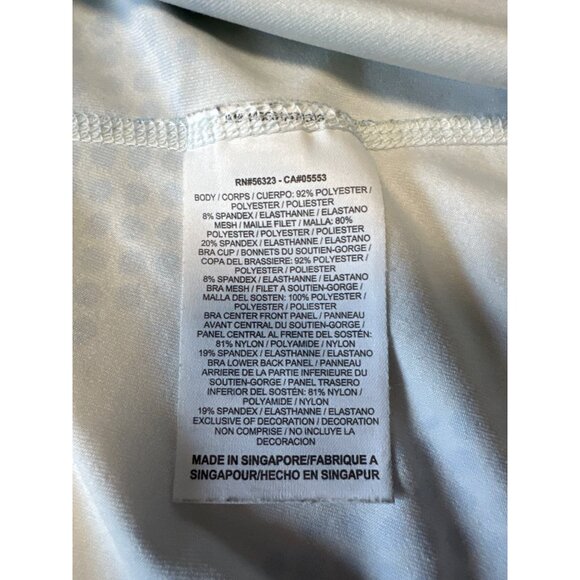 RN#56323 - CA#05553
BODY / CORPS / CUERPO: 92% POLYESTER /
POLYESTER / POLIESTER
8% SPANDEX / ELASTHANNE / ELASTANO
MESH / MAILLE FILET / MALLA: 80%
POLYESTER / POLYESTER / POLIESTER
20% SPANDEX / ELASTHANNE / ELASTANO
BRA CUP / BONNETS DU SOUTIEN-GORGE /
COPA DEL BRASSIERE: 92% POLYESTER /
POLYESTER / POLIESTER
8% SPANDEX / ELASTHANNE / ELASTANO
BRA MESH / FILET A SOUTIEN-GORGE /
MALLA DEL SOSTEN: 100% POLYESTER /
POLYESTER / POLIESTER
BRA CENTER FRONT PANEL / PANNEAU
AVANT CENTRAL DU SOUTIEN-GORGE /
PANEL CENTRAL AL FRENTE DEL SOSTÉN:
81% NYLON / POLYAMIDE / NYLON
19% SPANDEX / ELASTHANNE / ELASTANO
BRA LOWER BACK PANEL / PANNEAU
ARRIERE DE LA PARTIE INFERIEURE DU
SOUTIEN-GORGE / PANEL TRASERO
INFERIOR DEL SOSTÉN: 81% NYLON /
POLYAMIDE / NYLON
19% SPANDEX / ELASTHANNE / ELASTANO
EXCLUSIVE OF DECORATION / DECORATION
NON COMPRISE / NO INCLUYE LA
DECORACION
MADE IN SINGAPORE/FABRIQUE A
SINGAPOUR/HECHO EN SINGAPUR